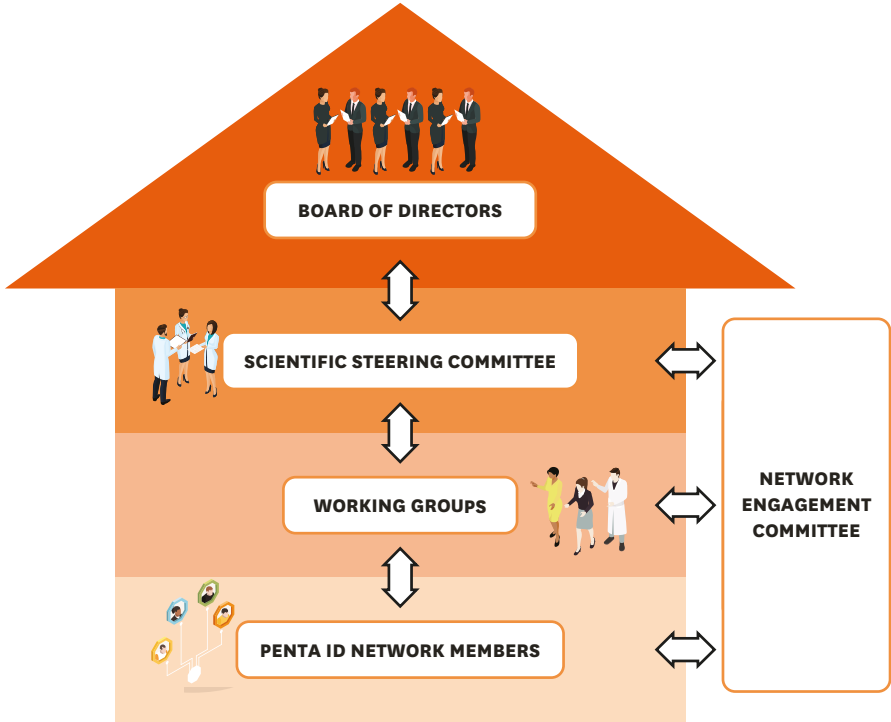 BOARD OF DIRECTORS
SCIENTIFIC STEERING COMMITTEE
WORKING GROUPS
PENTA ID NETWORK MEMBERS
NETWORK
ENGAGEMENT
COMMITTEE